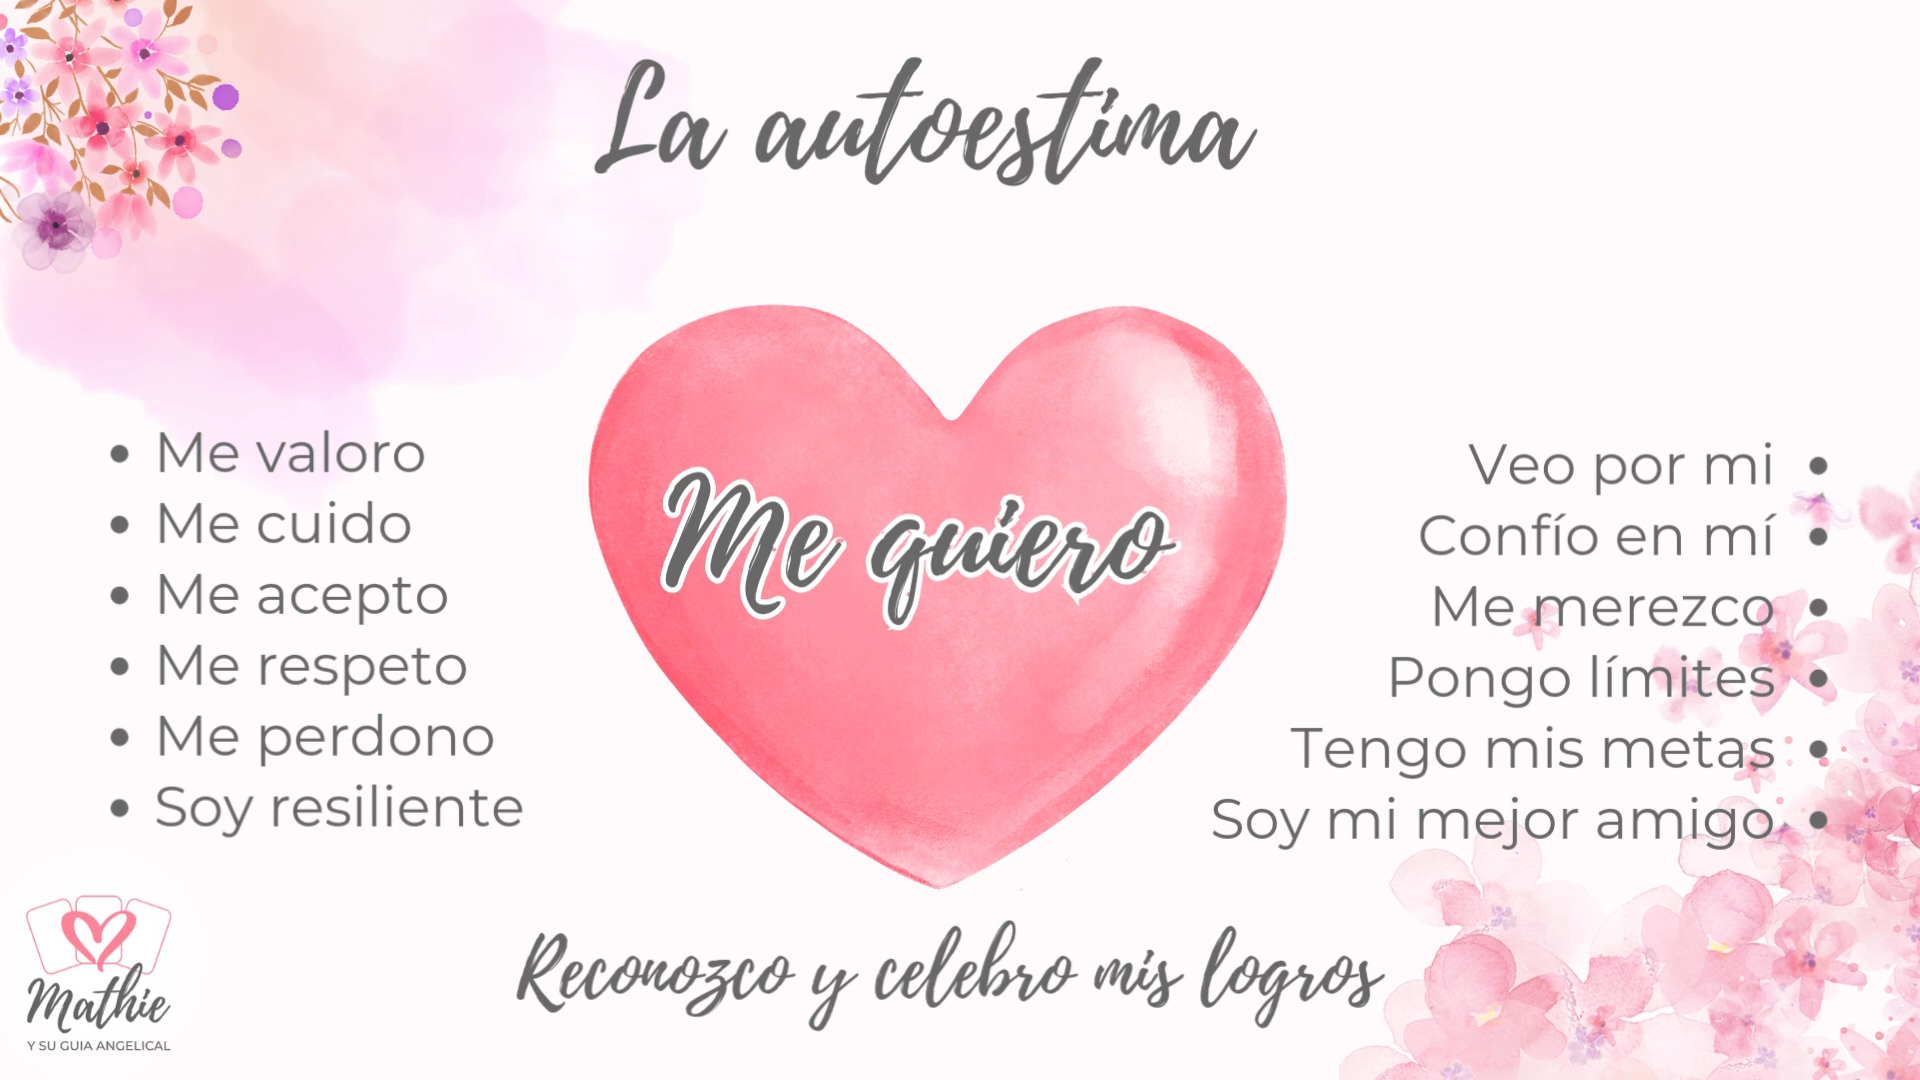 La autoestima
• Me valoro
• Me cuido
• Me acepto
• Me respeto
• Me perdono
• Soy resiliente
Me quiero
Veo por mi •
Confío en mí •
Me merezco •
Pongo límites •
Tengo mis metas •
Soy mi mejor amigo •
Reconozco y celebro mis logros
Mathie
Y SU GUIA ANGELICAL